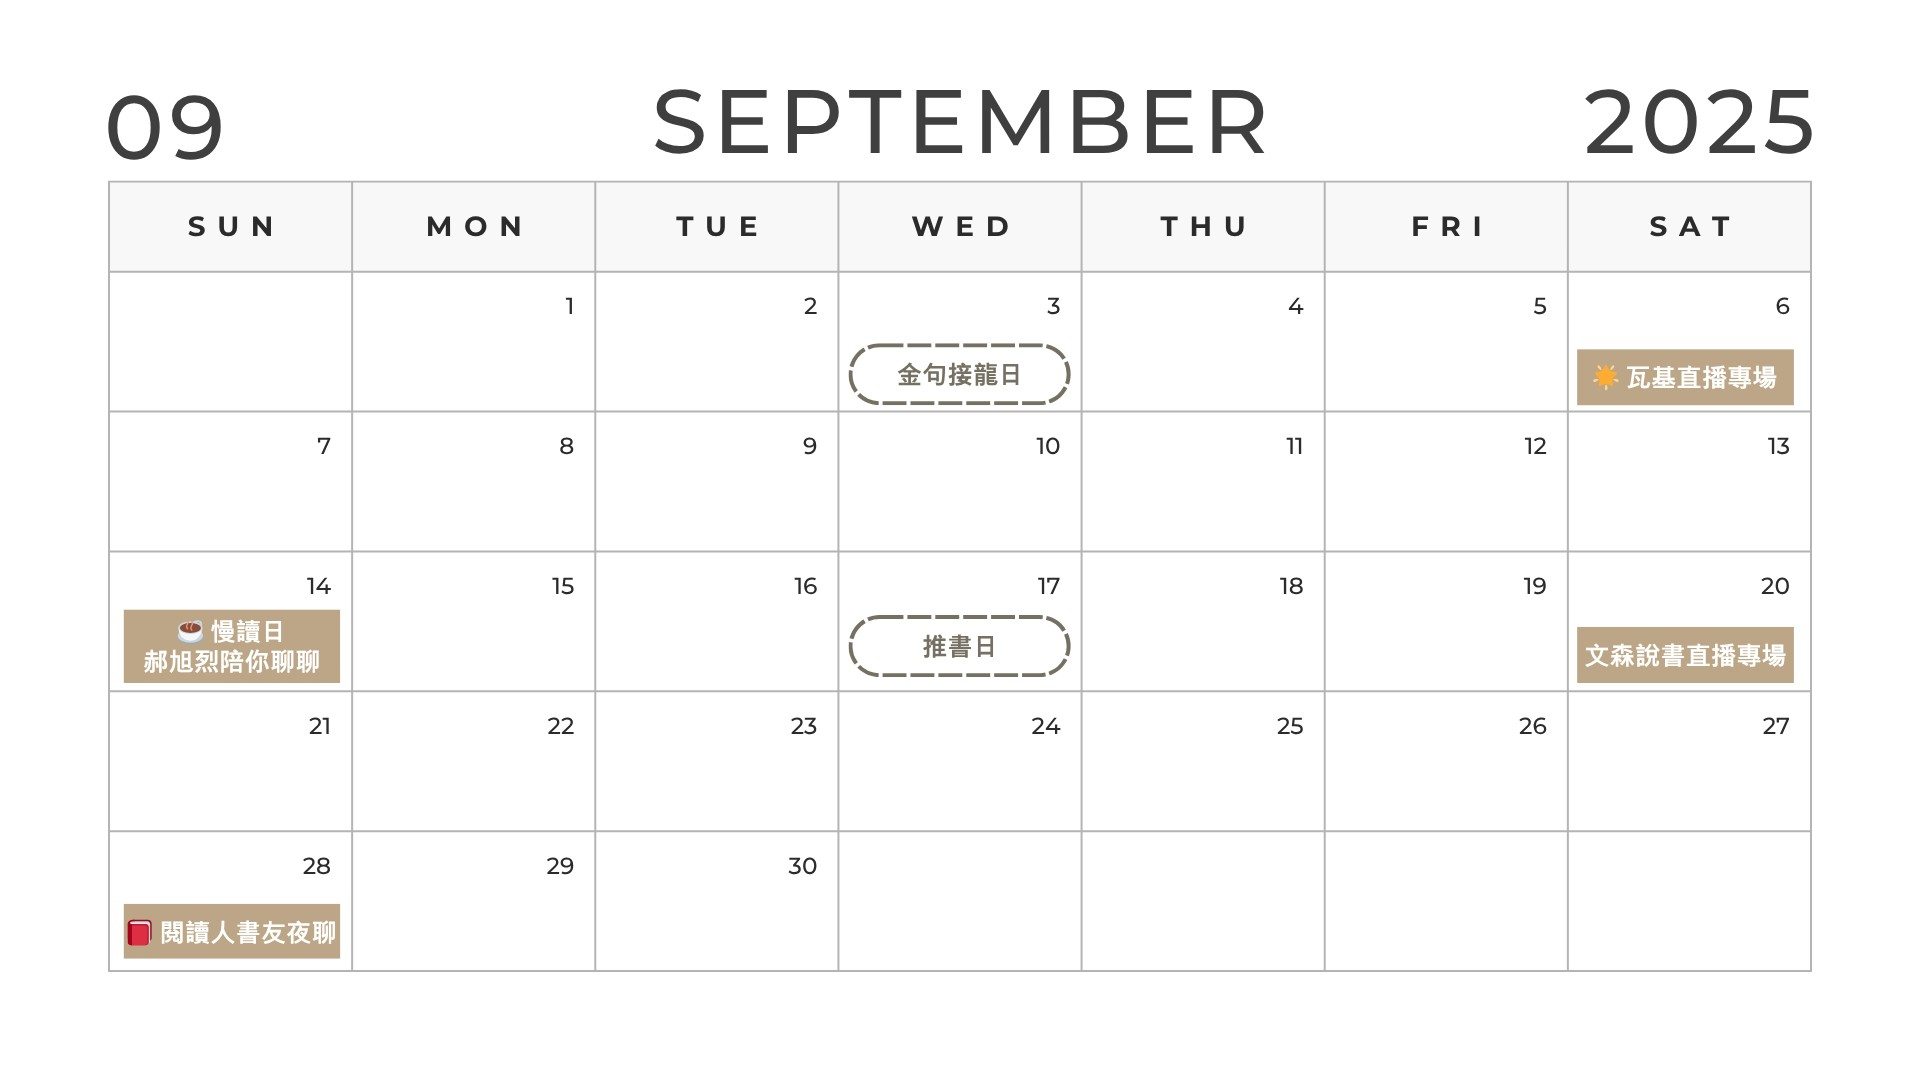 09 SEPTEMBER 2025
SUN MON TUE WED THU FRI SAT
1 2 3 4 5 6
金句接龍日
🌟 瓦基直播專場
7 8 9 10 11 12 13
14 15 16 17 18 19 20
☕ 慢讀日
郝旭烈陪你聊聊
推書日
文森說書直播專場
21 22 23 24 25 26 27
28 29 30
📕 閱讀人書友夜聊